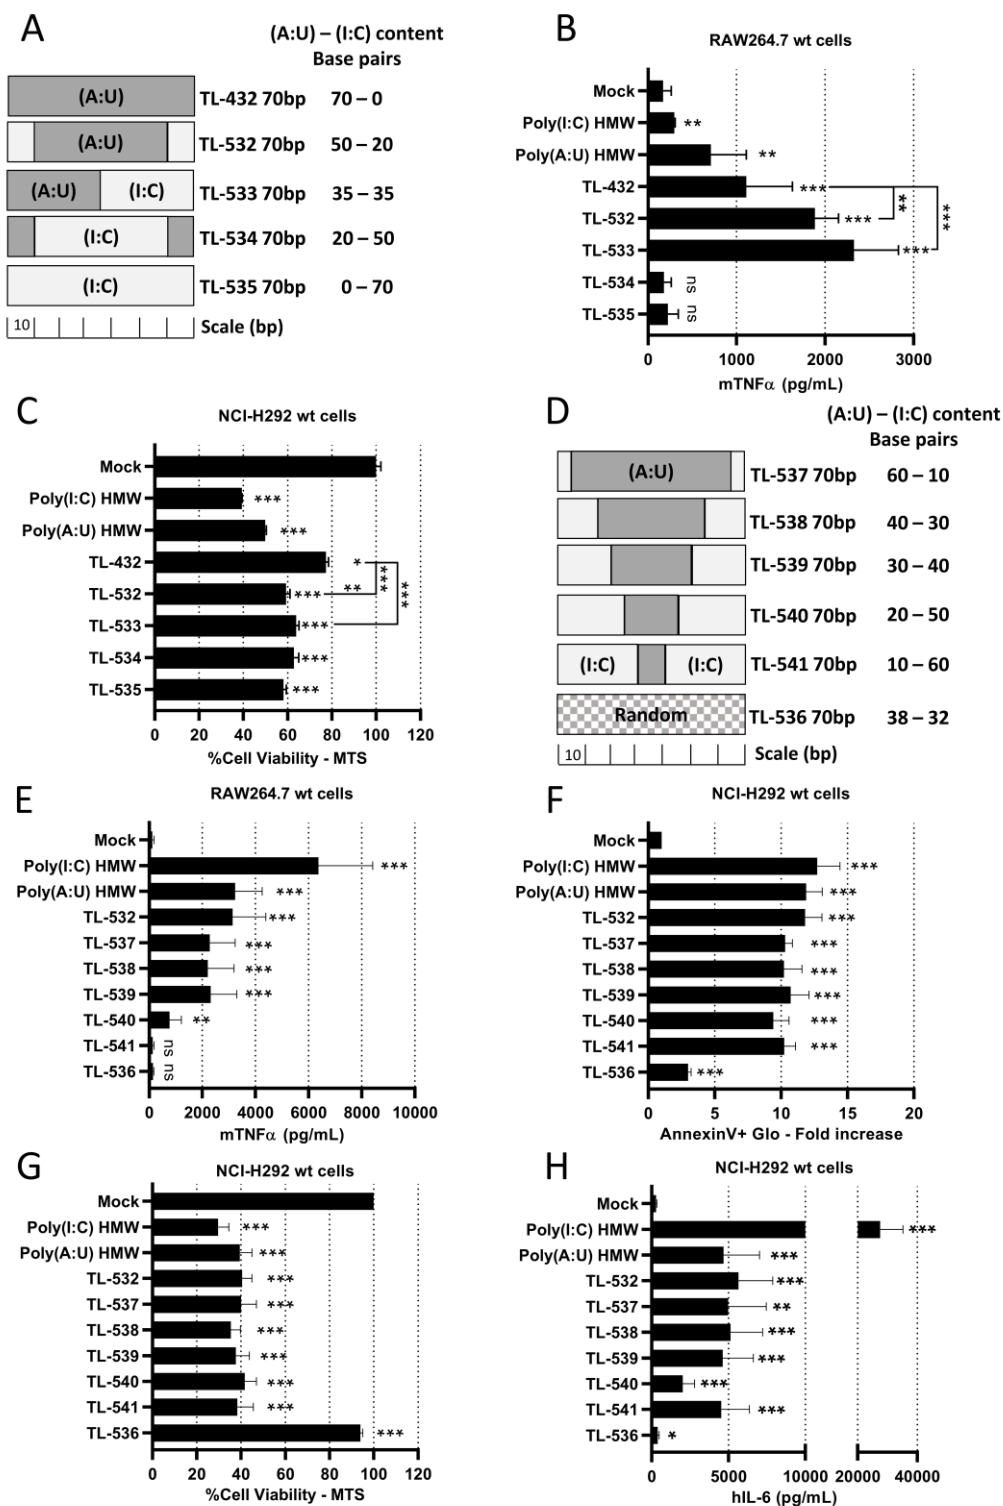 A
(A:U) – (I:C) content
Base pairs
(A:U) TL-432 70bp 70 – 0
(A:U) TL-532 70bp 50 – 20
(A:U) (I:C) TL-533 70bp 35 – 35
(I:C) TL-534 70bp 20 – 50
(I:C) TL-535 70bp 0 – 70
10 Scale (bp)
B
RAW264.7 wt cells
Mock
Poly(I:C) HMW **
Poly(A:U) HMW **
TL-432 ***
TL-532 *** **
TL-533 *** ***
TL-534 ns
TL-535 ns
0 1000 2000 3000
mTNFα (pg/mL)
C
NCI-H292 wt cells
Mock
Poly(I:C) HMW ***
Poly(A:U) HMW ***
TL-432 *
TL-532 *** ** ***
TL-533 *** ***
TL-534 ***
TL-535 ***
0 20 40 60 80 100 120
%Cell Viability - MTS
D
(A:U) – (I:C) content
Base pairs
(A:U) TL-537 70bp 60 – 10
TL-538 70bp 40 – 30
TL-539 70bp 30 – 40
TL-540 70bp 20 – 50
(I:C) (I:C) TL-541 70bp 10 – 60
Random TL-536 70bp 38 – 32
10 Scale (bp)
E
RAW264.7 wt cells
Mock
Poly(I:C) HMW ***
Poly(A:U) HMW ***
TL-532 ***
TL-537 ***
TL-538 ***
TL-539 ***
TL-540 **
TL-541 ns
TL-536 ns
0 2000 4000 6000 8000 10000
mTNFα (pg/mL)
F
NCI-H292 wt cells
Mock
Poly(I:C) HMW ***
Poly(A:U) HMW ***
TL-532 ***
TL-537 ***
TL-538 ***
TL-539 ***
TL-540 ***
TL-541 ***
TL-536 ***
0 5 10 15 20
AnnexinV+ Glo - Fold increase
G
NCI-H292 wt cells
Mock
Poly(I:C) HMW ***
Poly(A:U) HMW ***
TL-532 ***
TL-537 ***
TL-538 ***
TL-539 ***
TL-540 ***
TL-541 ***
TL-536 ***
0 20 40 60 80 100 120
%Cell Viability - MTS
H
NCI-H292 wt cells
Mock
Poly(I:C) HMW ***
Poly(A:U) HMW ***
TL-532 ***
TL-537 **
TL-538 ***
TL-539 ***
TL-540 ***
TL-541 ***
TL-536 *
0 5000 10000 20000 40000
hIL-6 (pg/mL)